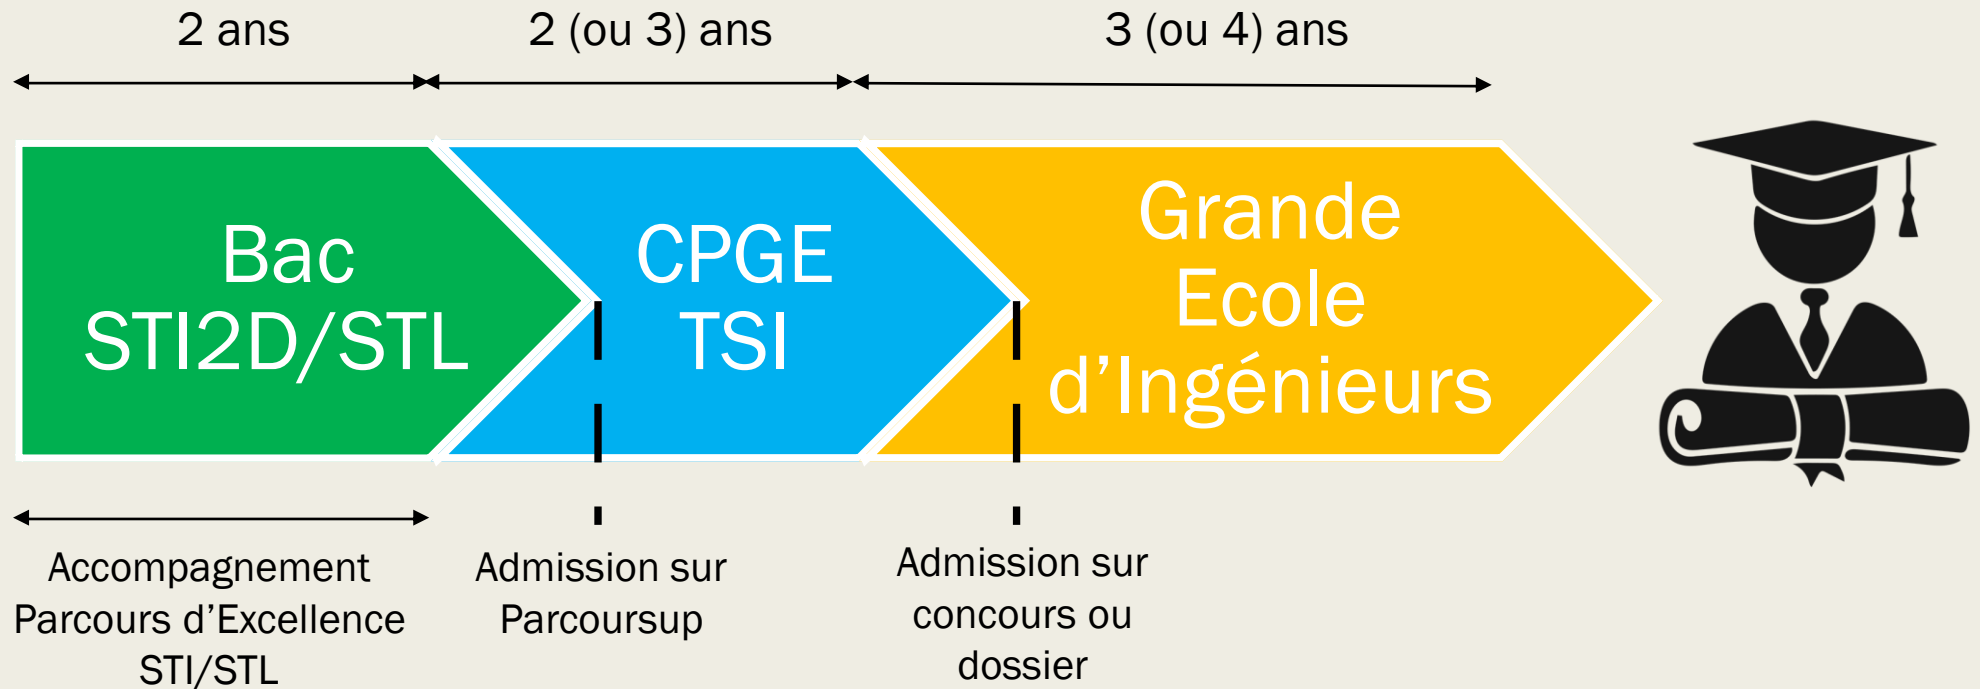 2 ans
2 (ou 3) ans
3 (ou 4) ans
Bac
STI2D/STL
CPGE
TSI
Grande
Ecole
d’Ingénieurs
Accompagnement
Parcours d’Excellence
STI/STL
Admission sur
Parcoursup
Admission sur
concours ou
dossier